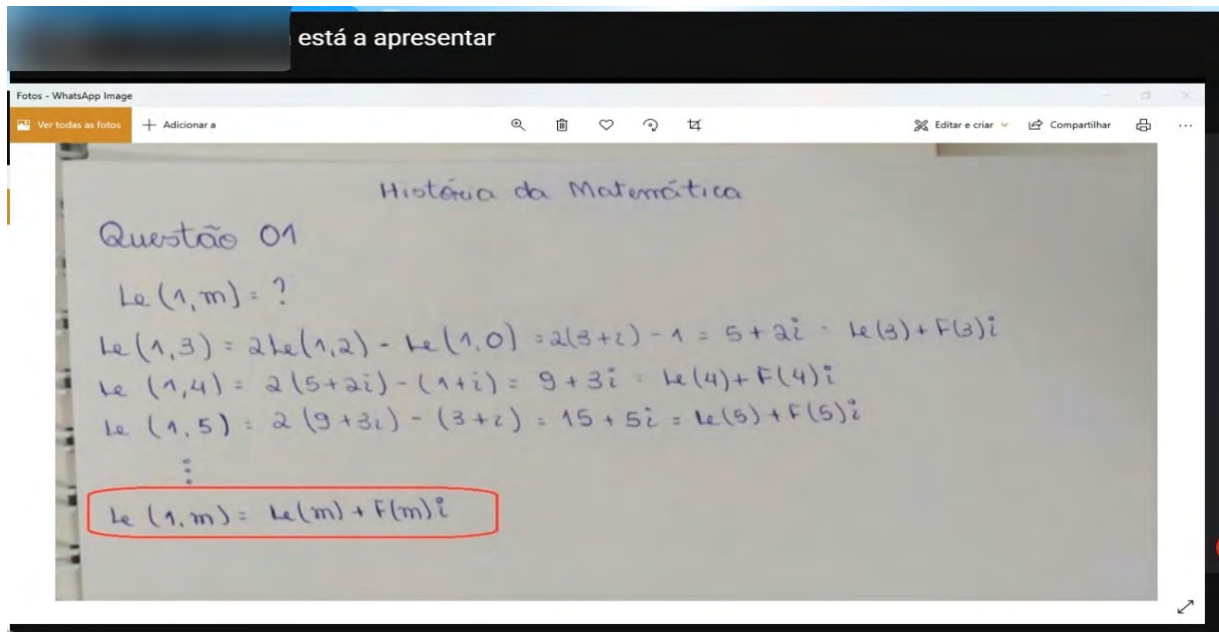 está a apresentar
Fotos - WhatsApp Image
Ver todas as fotos
Adicionar a
Editar e criar
Compartilhar
História da Matemática
Questão 01
Le (1, m) = ?
Le (1,3) = 2Le(1,2) - Le(1,0) = 2(3+i) - 1 = 5 + 2i = Le(3) + F(3)i
Le (1,4) = 2(5+2i) - (1+i) = 9 + 3i = Le(4) + F(4)i
Le (1,5) = 2(9+3i) - (3+i) = 15 + 5i = Le(5) + F(5)i
⋮
Le (1,m) = Le(m) + F(m)i